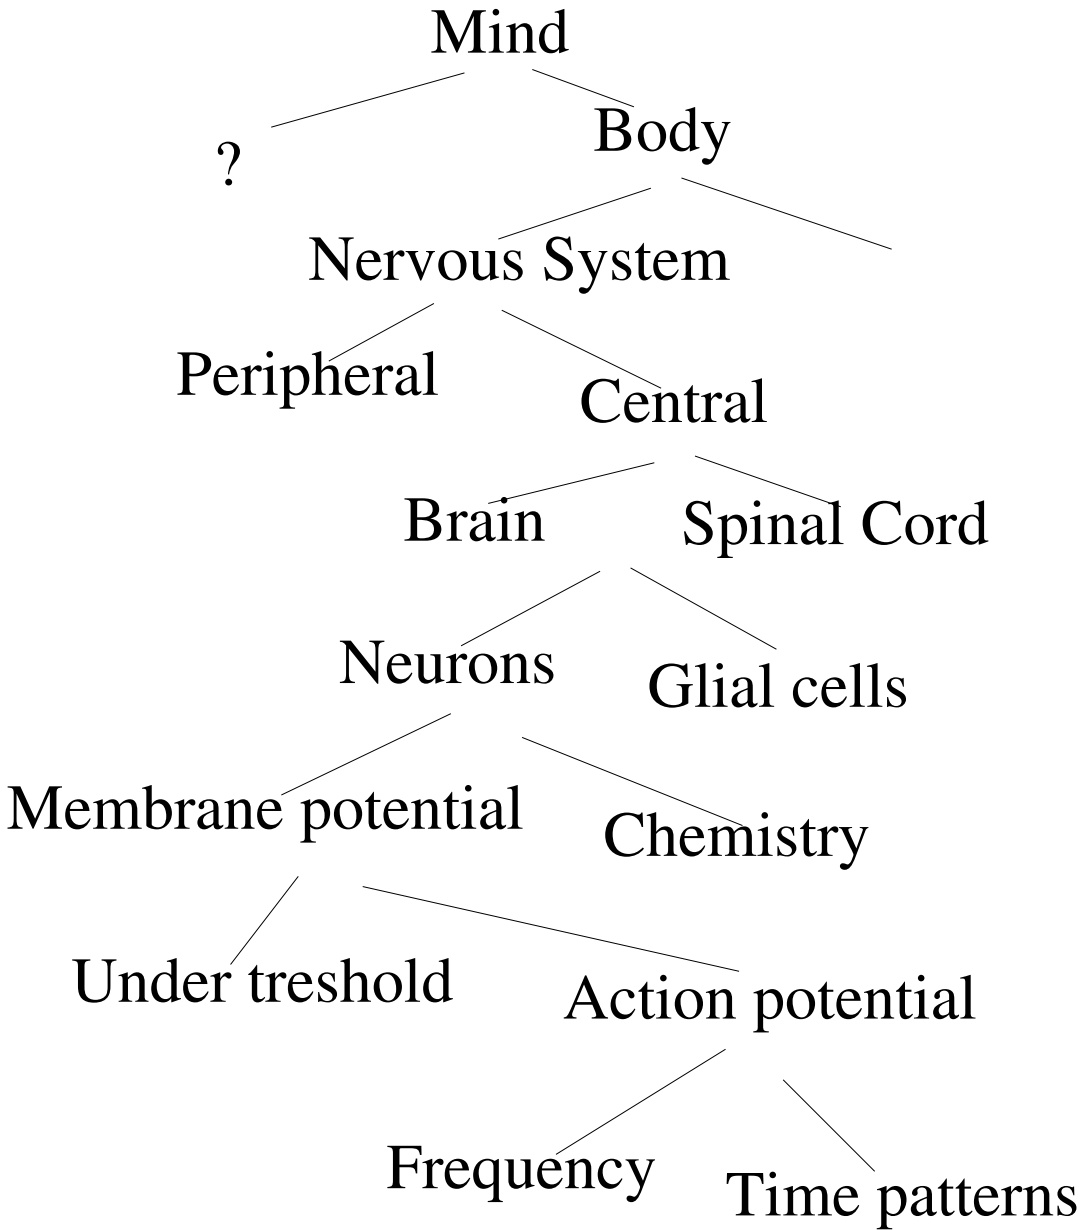 Mind
?
Body
Nervous System
Peripheral
Central
Brain
Spinal Cord
Neurons
Glial cells
Membrane potential
Chemistry
Under treshold
Action potential
Frequency
Time patterns